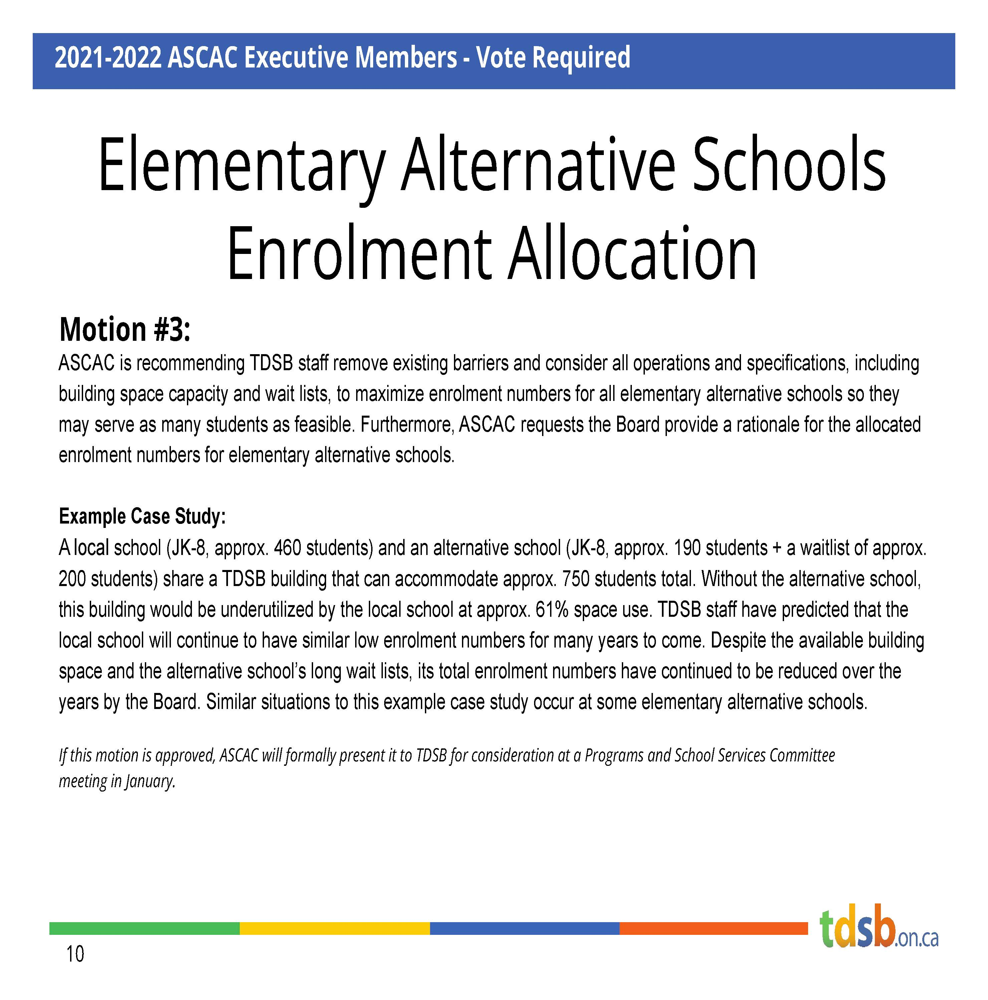 2021-2022 ASCAC Executive Members - Vote Required
Elementary Alternative Schools
Enrolment Allocation
Motion #3:
ASCAC is recommending TDSB staff remove existing barriers and consider all operations and specifications, including
building space capacity and wait lists, to maximize enrolment numbers for all elementary alternative schools so they
may serve as many students as feasible. Furthermore, ASCAC requests the Board provide a rationale for the allocated
enrolment numbers for elementary alternative schools.
Example Case Study:
A local school (JK-8, approx. 460 students) and an alternative school (JK-8, approx. 190 students + a waitlist of approx.
200 students) share a TDSB building that can accommodate approx. 750 students total. Without the alternative school,
this building would be underutilized by the local school at approx. 61% space use. TDSB staff have predicted that the
local school will continue to have similar low enrolment numbers for many years to come. Despite the available building
space and the alternative school’s long wait lists, its total enrolment numbers have continued to be reduced over the
years by the Board. Similar situations to this example case study occur at some elementary alternative schools.
If this motion is approved, ASCAC will formally present it to TDSB for consideration at a Programs and School Services Committee
meeting in January.
tdsb.on.ca
10